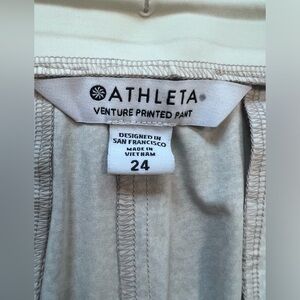 ATHLETA®
VENTURE PRINTED PANT
DESIGNED IN
SAN FRANCISCO
MADE IN
VIETNAM
24